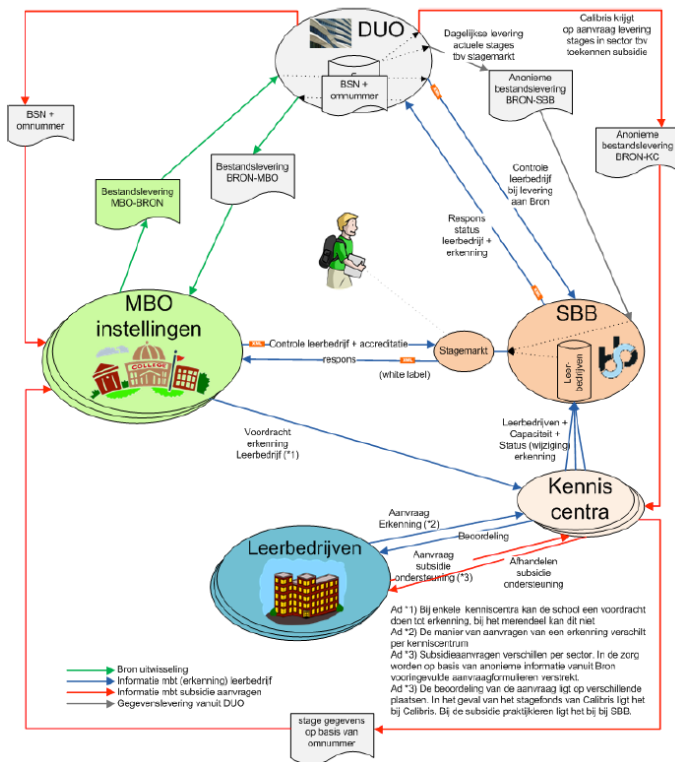 DUO
BSN +
omnummer
Dagelijkse levering
actuele stages
tbv stagemarkt
Calibris krijgt
op aanvraag levering
stages in sector tbv
toekennen subsidie
BSN +
omnummer
Anonieme
bestandslevering
BRON-SBB
Anonieme
bestandslevering
BRON-KC
Bestandslevering
MBO-BRON
Bestandslevering
BRON-MBO
Controle
leerbedrijf
bij levering
aan Bron
Respons
status
leerbedrijf +
erkenning
MBO
instellingen
COLLEGE
XML
Controle leerbedrijf + accreditatie
respons
XML
(white label)
Stagemarkt
SBB
Leer-
bedrijven
Voordracht
erkenning
Leerbedrijf (*1)
Leerbedrijven +
Capaciteit +
Status (wijziging)
erkenning
Kennis
centra
Aanvraag
Erkenning (*2)
Beoordeling
Leerbedrijven
Aanvraag
subsidie
ondersteuning (*3)
Afhandelen
subsidie
ondersteuning
Ad *1) Bij enkele kenniscentra kan de school een voordracht
doen tot erkenning, bij het merendeel kan dit niet
Ad *2) De manier van aanvragen van een erkenning verschilt
per kenniscentrum
Ad *3) Subsidieaanvragen verschillen per sector. In de zorg
worden op basis van anonieme informatie vanuit Bron
vooringevulde aanvraagformulieren verstrekt.
Ad *3) De beoordeling van de aanvraag ligt op verschillende
plaatsen. In het geval van het stagefonds van Calibris ligt het
bij Calibris. Bij de subsidie praktijkleren ligt het bij bij SBB.
Bron uitwisseling
Informatie mbt (erkenning) leerbedrijf
Informatie mbt subsidie aanvragen
Gegevenslevering vanuit DUO
stage gegevens
op basis van
omnummer